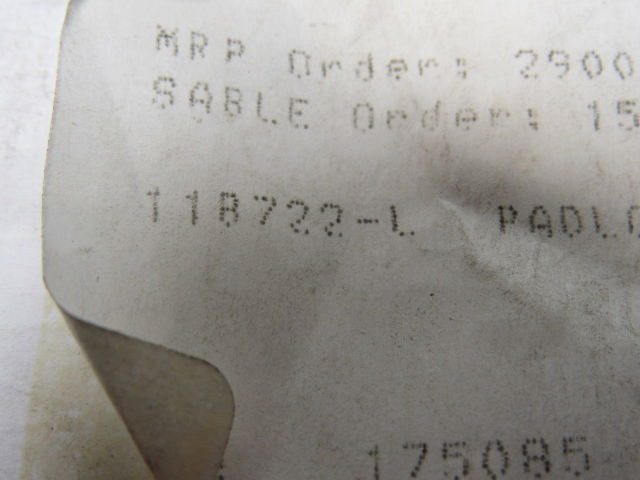 MRP Order: 2900
SABLE Order: 15
118722-L PADLO
175085